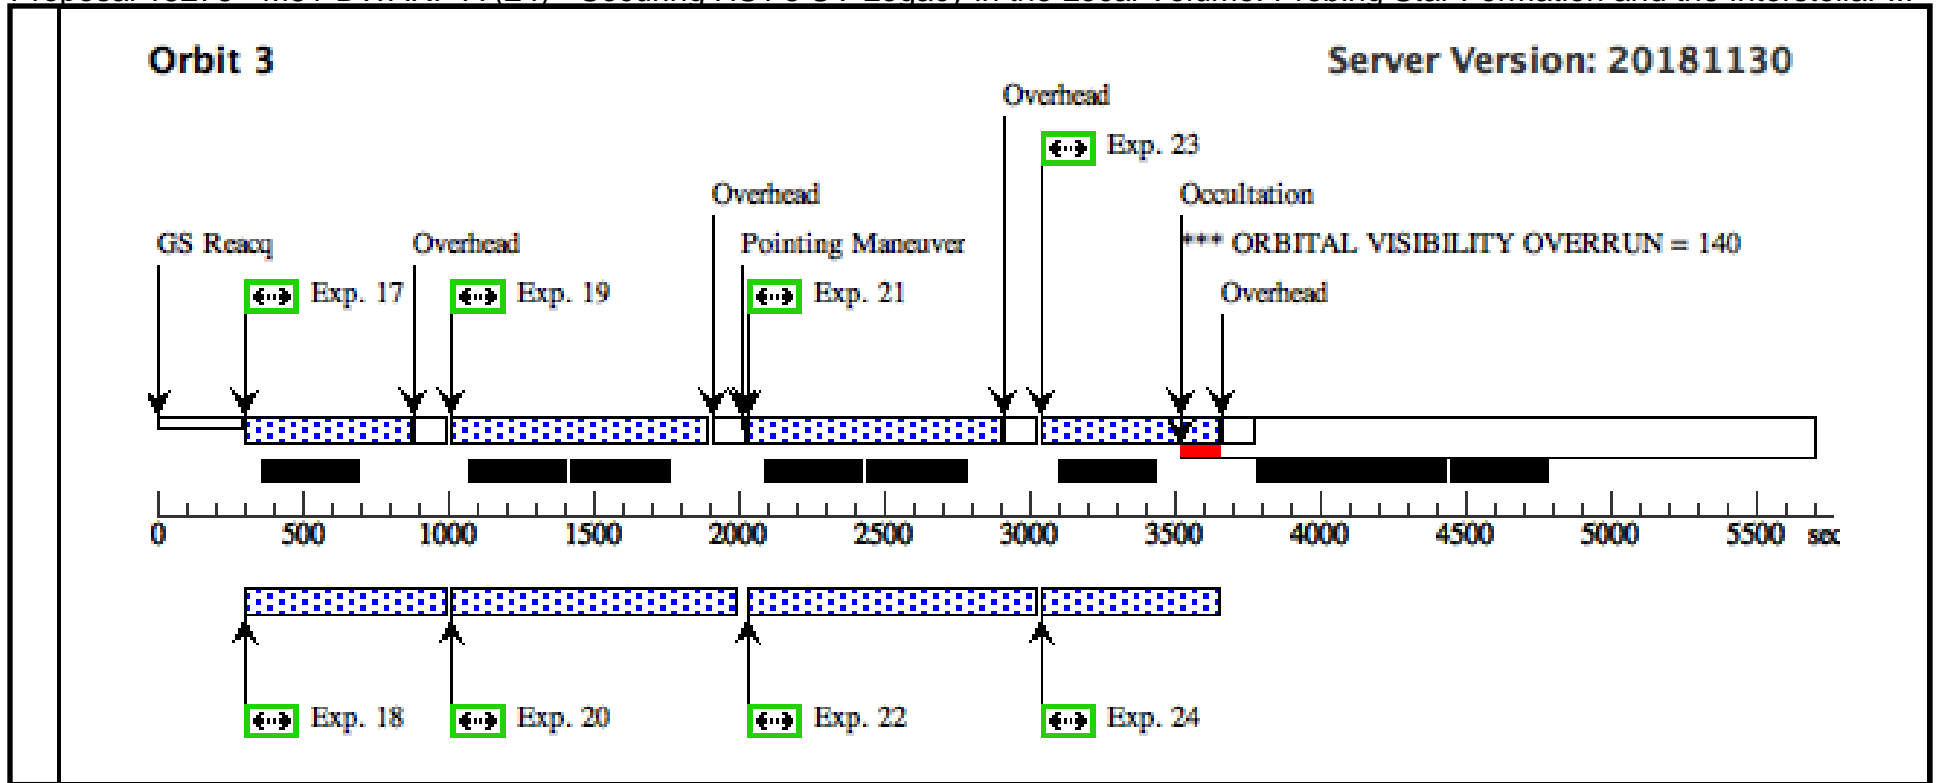 Orbit 3
Server Version: 20181130
Overhead
Exp. 23
Overhead
Occultation
GS Reacq
Overhead
Pointing Maneuver
*** ORBITAL VISIBILITY OVERRUN = 140
Exp. 17
Exp. 19
Exp. 21
Overhead
0 500 1000 1500 2000 2500 3000 3500 4000 4500 5000 5500 sec
Exp. 18
Exp. 20
Exp. 22
Exp. 24